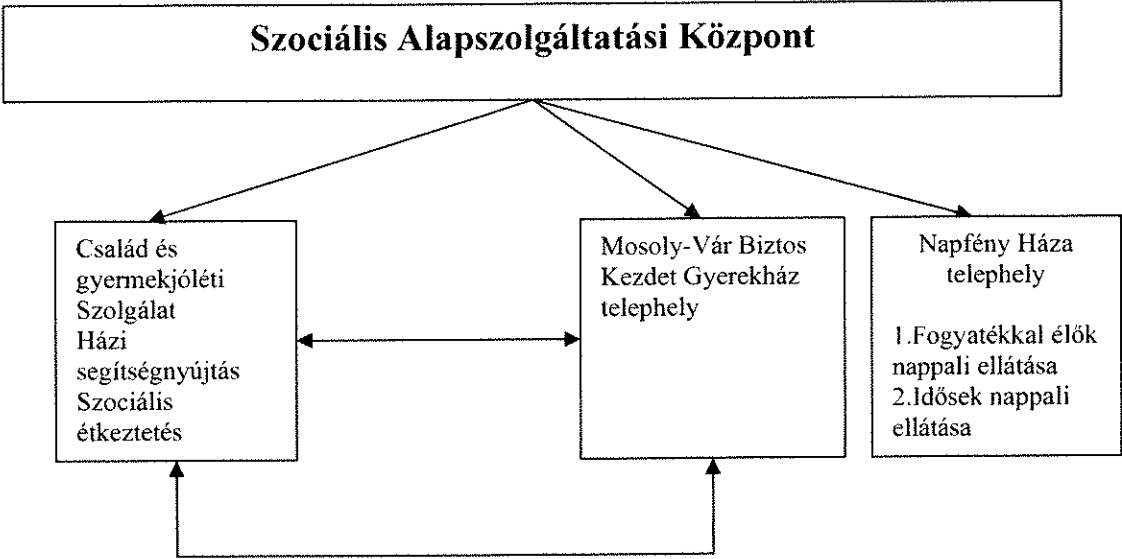 Szociális Alapszolgáltatási Központ
Család és
gyermekjóléti
Szolgálat
Házi
segítségnyújtás
Szociális
étkeztetés
Mosoly-Vár Biztos
Kezdet Gyerekház
telephely
Napfény Háza
telephely
1.Fogyatékkal élők
nappali ellátása
2.Idősek nappali
ellátása